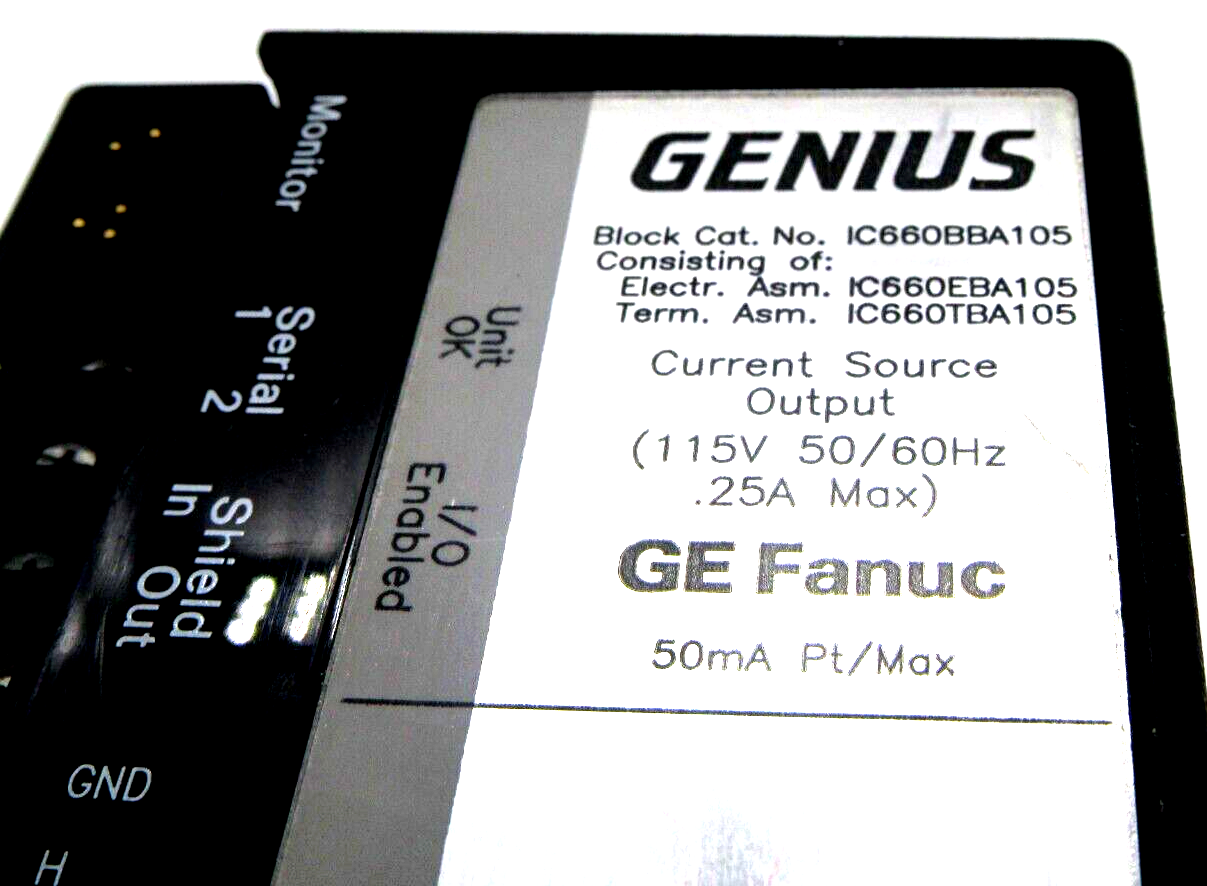 Monitor
Serial
1 2
Shield
In Out
GND
H
Unit
OK
I/O
Enabled
GENIUS
Block Cat. No. IC660BBA105
Consisting of:
Electr. Asm. IC660EBA105
Term. Asm. IC660TBA105
Current Source
Output
(115V 50/60Hz
.25A Max)
GE Fanuc
50mA Pt/Max